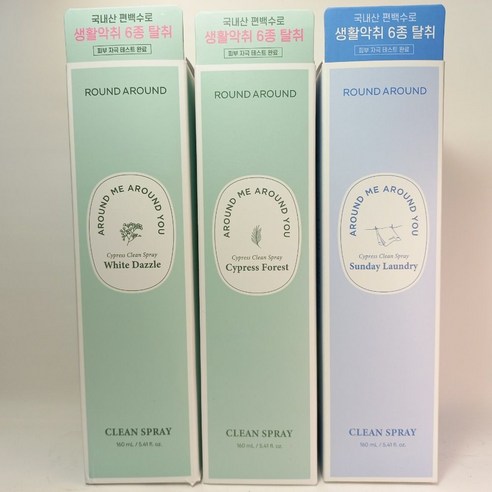 국내산 편백수로
생활악취 6종 탈취
피부 자극 테스트 완료
ROUND AROUND
AROUND ME AROUND YOU
Cypress Clean Spray
White Dazzle
CLEAN SPRAY
160 mL / 5.41 fl. oz.
국내산 편백수로
생활악취 6종 탈취
피부 자극 테스트 완료
ROUND AROUND
AROUND ME AROUND YOU
Cypress Clean Spray
Cypress Forest
CLEAN SPRAY
160 mL / 5.41 fl. oz.
국내산 편백수로
생활악취 6종 탈취
피부 자극 테스트 완료
ROUND AROUND
AROUND ME AROUND YOU
Cypress Clean Spray
Sunday Laundry
CLEAN SPRAY
160 mL / 5.41 fl. oz.